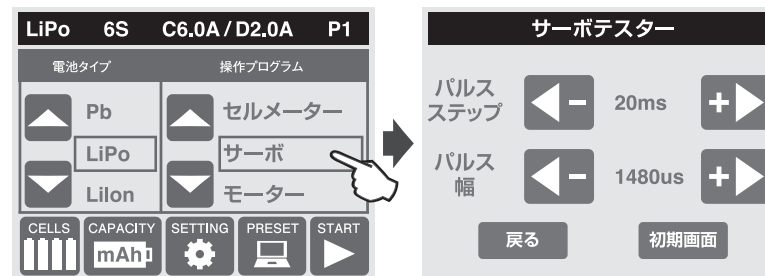 LiPo 6S C6.0A / D2.0A P1
電池タイプ 操作プログラム
Pb セルメーター
LiPo サーボ
LiIon モーター
CELLS CAPACITY SETTING PRESET START
mAh
サーボテスター
パルス
ステップ
− 20ms +
パルス
幅
− 1480us +
戻る 初期画面